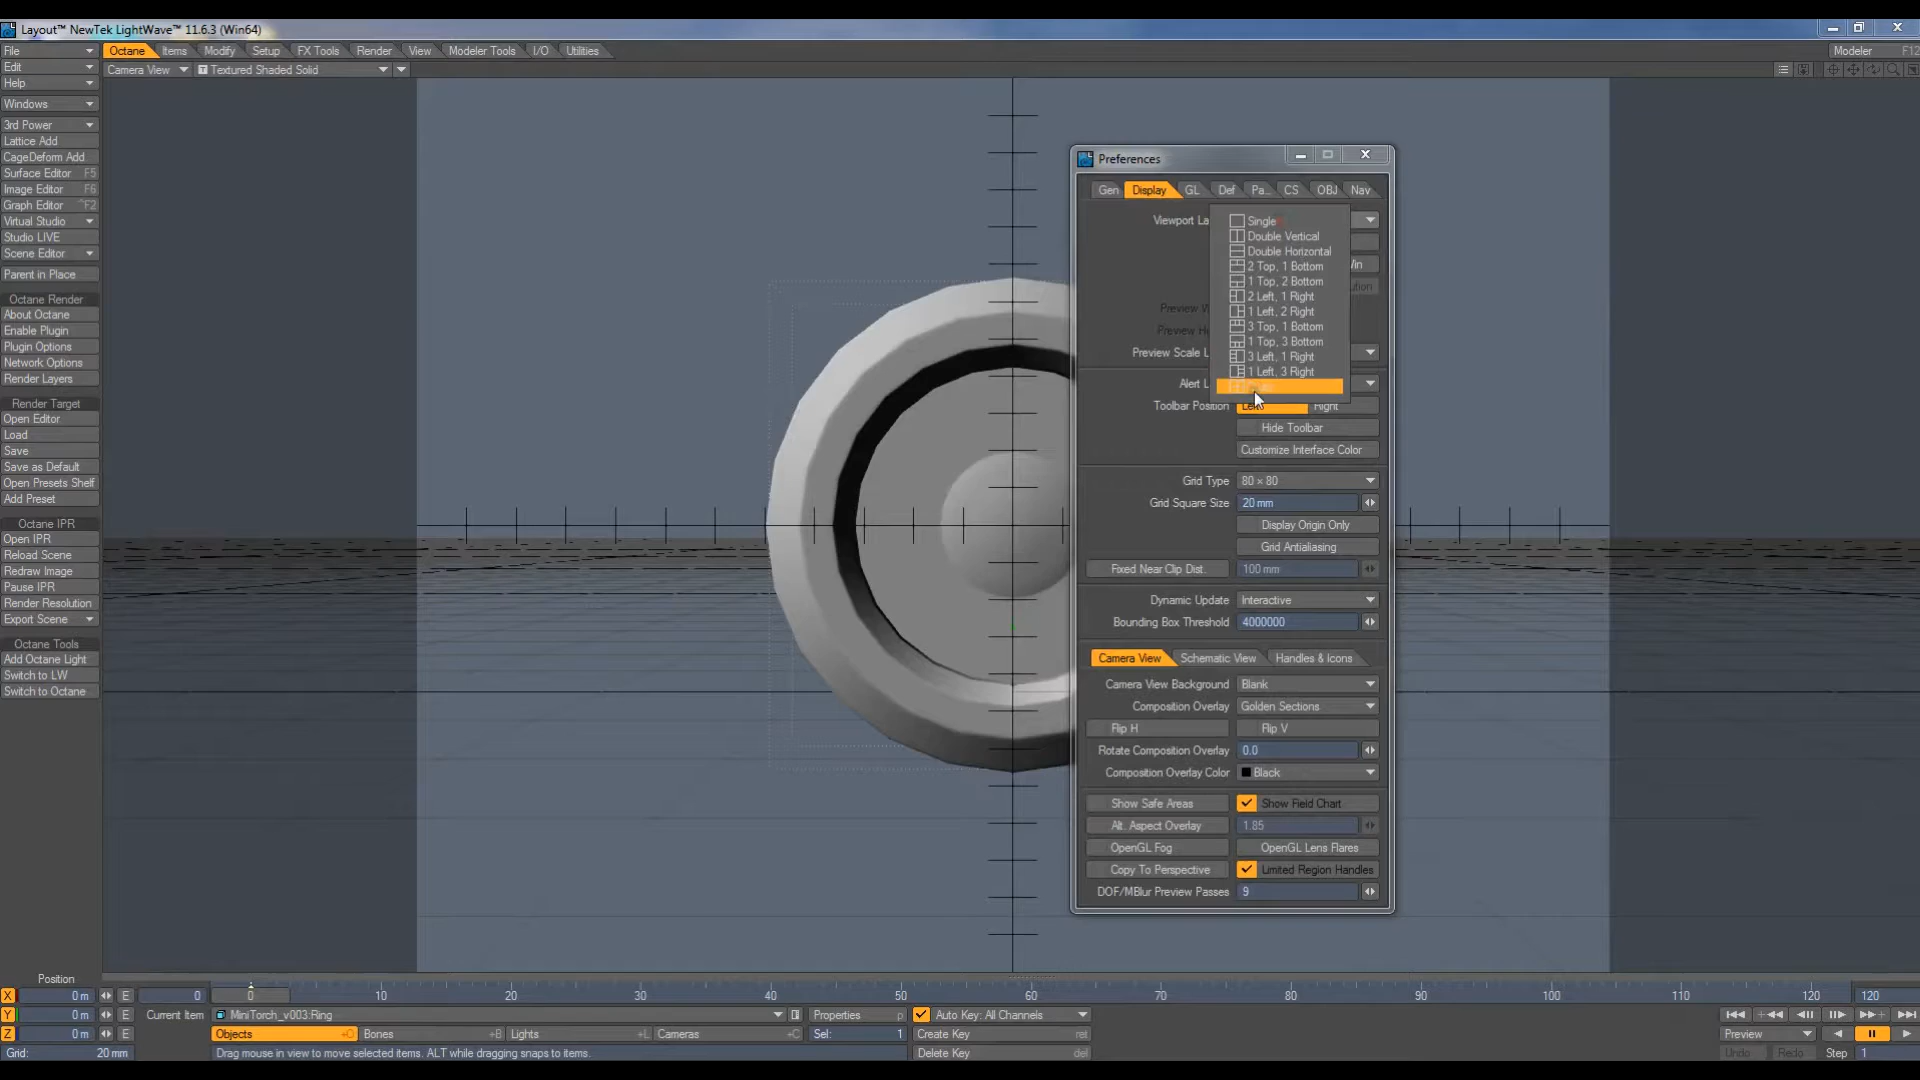 Layout™ NewTek LightWave™ 11.6.3 (Win64)
File
Octane Items Modify Setup FX Tools Render View Modeler Tools I/O Utilities
Modeler F12
Edit
Camera View T Textured Shaded Solid
Help
Windows
3rd Power
Lattice Add
CageDeform Add
Surface Editor F5
Image Editor F6
Graph Editor ^F2
Virtual Studio
Studio LIVE
Scene Editor
Parent in Place
Octane Render
About Octane
Enable Plugin
Plugin Options
Network Options
Render Layers
Render Target
Open Editor
Load
Save
Save as Default
Open Presets Shelf
Add Preset
Octane IPR
Open IPR
Reload Scene
Redraw Image
Pause IPR
Render Resolution
Export Scene
Octane Tools
Add Octane Light
Switch to LW
Switch to Octane
Preferences
Gen Display GL Def Pa... CS OBJ Nav
Viewport La
Single
Double Vertical
Double Horizontal
2 Top, 1 Bottom
1 Top, 2 Bottom
2 Left, 1 Right
1 Left, 2 Right
3 Top, 1 Bottom
1 Top, 3 Bottom
3 Left, 1 Right
1 Left, 3 Right
Preview W
Preview He
Preview Scale L
Alert L
Toolbar Position Left Right
Hide Toolbar
Customize Interface Color
Grid Type 80 × 80
Grid Square Size 20 mm
Display Origin Only
Grid Antialiasing
Fixed Near Clip Dist. 100 mm
Dynamic Update Interactive
Bounding Box Threshold 4000000
Camera View Schematic View Handles & Icons
Camera View Background Blank
Composition Overlay Golden Sections
Flip H Flip V
Rotate Composition Overlay 0.0
Composition Overlay Color Black
Show Safe Areas Show Field Chart
Alt. Aspect Overlay 1.85
OpenGL Fog OpenGL Lens Flares
Copy To Perspective Limited Region Handles
DOF/MBlur Preview Passes 9
Position
X 0 m E 0 0 10 20 30 40 50 60 70 80 90 100 110 120 120
Y 0 m E Current Item MiniTorch_v003:Ring Properties p Auto Key: All Channels
Z 0 m E Objects +O Bones +B Lights +L Cameras +C Sel: 1 Create Key ret Preview
Grid: 20 mm Drag mouse in view to move selected items. ALT while dragging snaps to items. Delete Key del Undo Redo Step 1